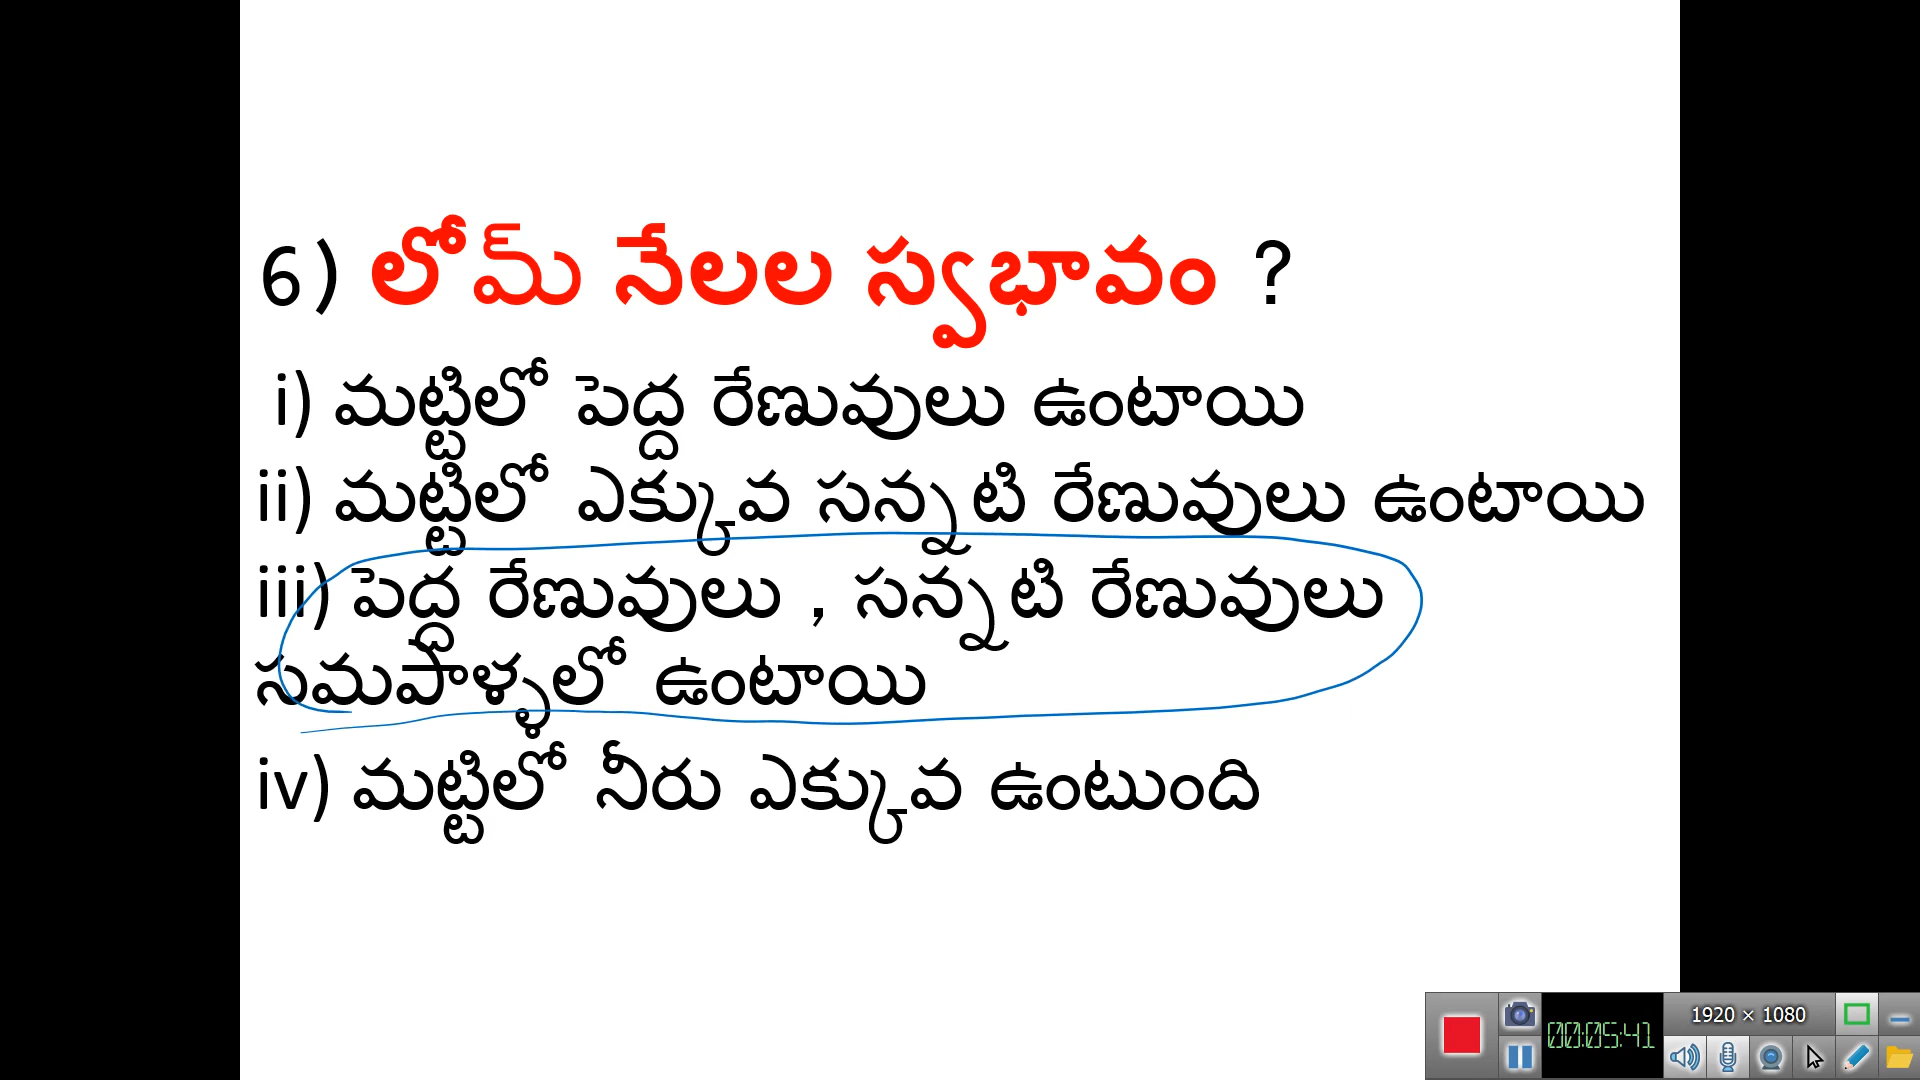 6) లోమ్ నేలల స్వభావం ?
i) మట్టిలో పెద్ద రేణువులు ఉంటాయి
ii) మట్టిలో ఎక్కువ సన్నటి రేణువులు ఉంటాయి
iii) పెద్ద రేణువులు , సన్నటి రేణువులు
సమపాళ్ళలో ఉంటాయి
iv) మట్టిలో నీరు ఎక్కువ ఉంటుంది
1920 × 1080
00:05:41